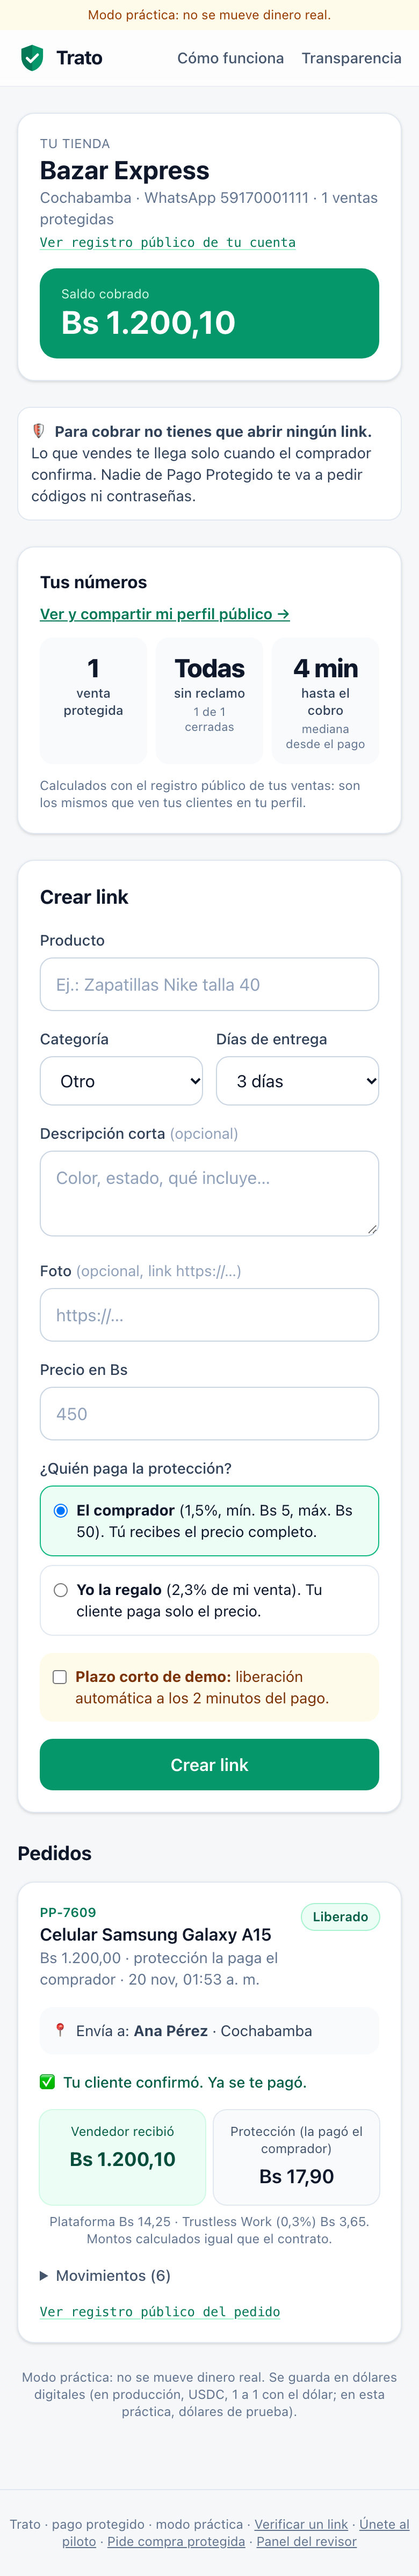 Modo práctica: no se mueve dinero real.
Trato
Cómo funciona
Transparencia
TU TIENDA
Bazar Express
Cochabamba · WhatsApp 59170001111 · 1 ventas
protegidas
Ver registro público de tu cuenta
Saldo cobrado
Bs 1.200,10
Para cobrar no tienes que abrir ningún link.
Lo que vendes te llega solo cuando el comprador
confirma. Nadie de Pago Protegido te va a pedir
códigos ni contraseñas.
Tus números
Ver y compartir mi perfil público →
1
venta
protegida
Todas
sin reclamo
1 de 1
cerradas
4 min
hasta el
cobro
mediana
desde el pago
Calculados con el registro público de tus ventas: son
los mismos que ven tus clientes en tu perfil.
Crear link
Producto
Ej.: Zapatillas Nike talla 40
Categoría
Días de entrega
Otro
3 días
Descripción corta (opcional)
Color, estado, qué incluye...
Foto (opcional, link https://...)
https://...
Precio en Bs
450
¿Quién paga la protección?
El comprador (1,5%, mín. Bs 5, máx. Bs
50). Tú recibes el precio completo.
Yo la regalo (2,3% de mi venta). Tu
cliente paga solo el precio.
Plazo corto de demo: liberación
automática a los 2 minutos del pago.
Crear link
Pedidos
PP-7609
Liberado
Celular Samsung Galaxy A15
Bs 1.200,00 · protección la paga el
comprador · 20 nov, 01:53 a. m.
Envía a: Ana Pérez · Cochabamba
Tu cliente confirmó. Ya se te pagó.
Vendedor recibió
Bs 1.200,10
Protección (la pagó el
comprador)
Bs 17,90
Plataforma Bs 14,25 · Trustless Work (0,3%) Bs 3,65.
Montos calculados igual que el contrato.
Movimientos (6)
Ver registro público del pedido
Modo práctica: no se mueve dinero real. Se guarda en dólares
digitales (en producción, USDC, 1 a 1 con el dólar; en esta
práctica, dólares de prueba).
Trato · pago protegido · modo práctica · Verificar un link · Únete al
piloto · Pide compra protegida · Panel del revisor